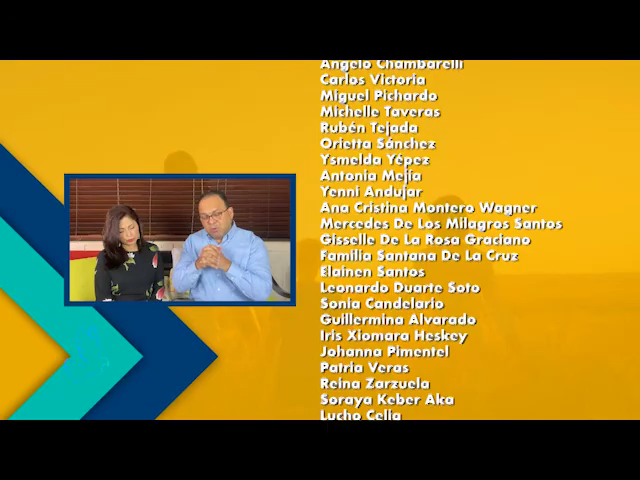 Angelo Chambarelli
Carlos Victoria
Miguel Pichardo
Michelle Taveras
Rubén Tejada
Orietta Sánchez
Ysmelda Yépez
Antonia Mejía
Yenni Andujar
Ana Cristina Montero Wagner
Mercedes De Los Milagros Santos
Gisselle De La Rosa Graciano
Familia Santana De La Cruz
Elainen Santos
Leonardo Duarte Soto
Sonia Candelario
Guillermina Alvarado
Iris Xiomara Heskey
Johanna Pimentel
Patria Veras
Reina Zarzuela
Soraya Keber Aka
Lucho Celia